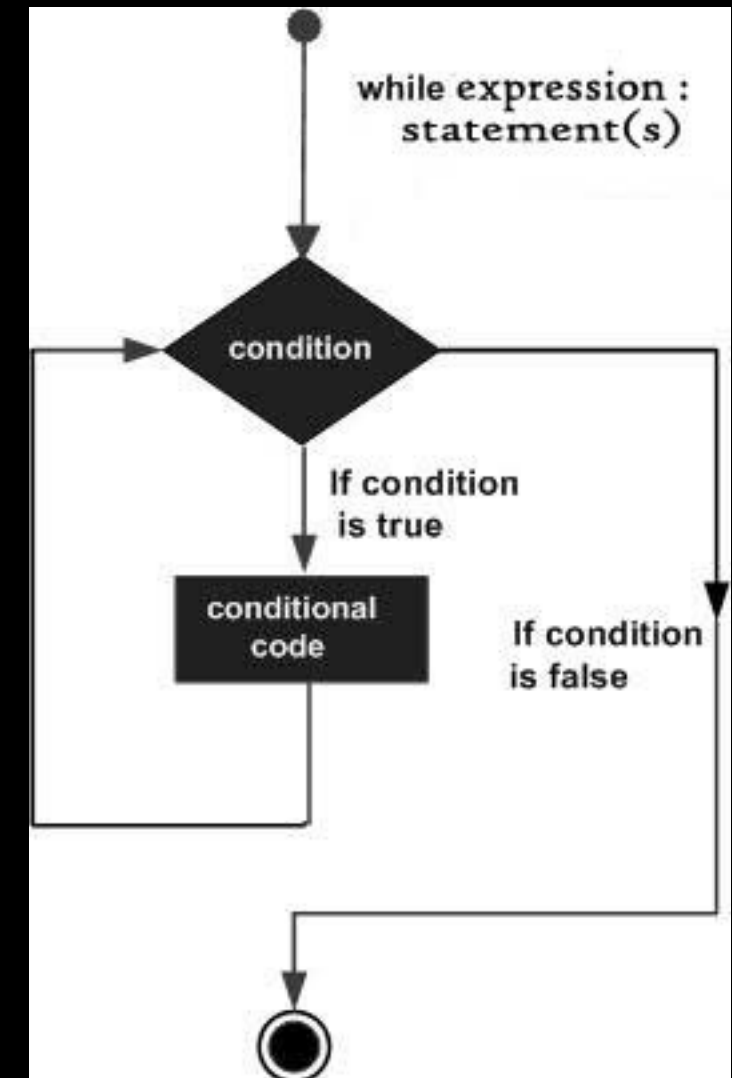 while expression :
statement(s)
condition
If condition
is true
conditional
code
If condition
is false